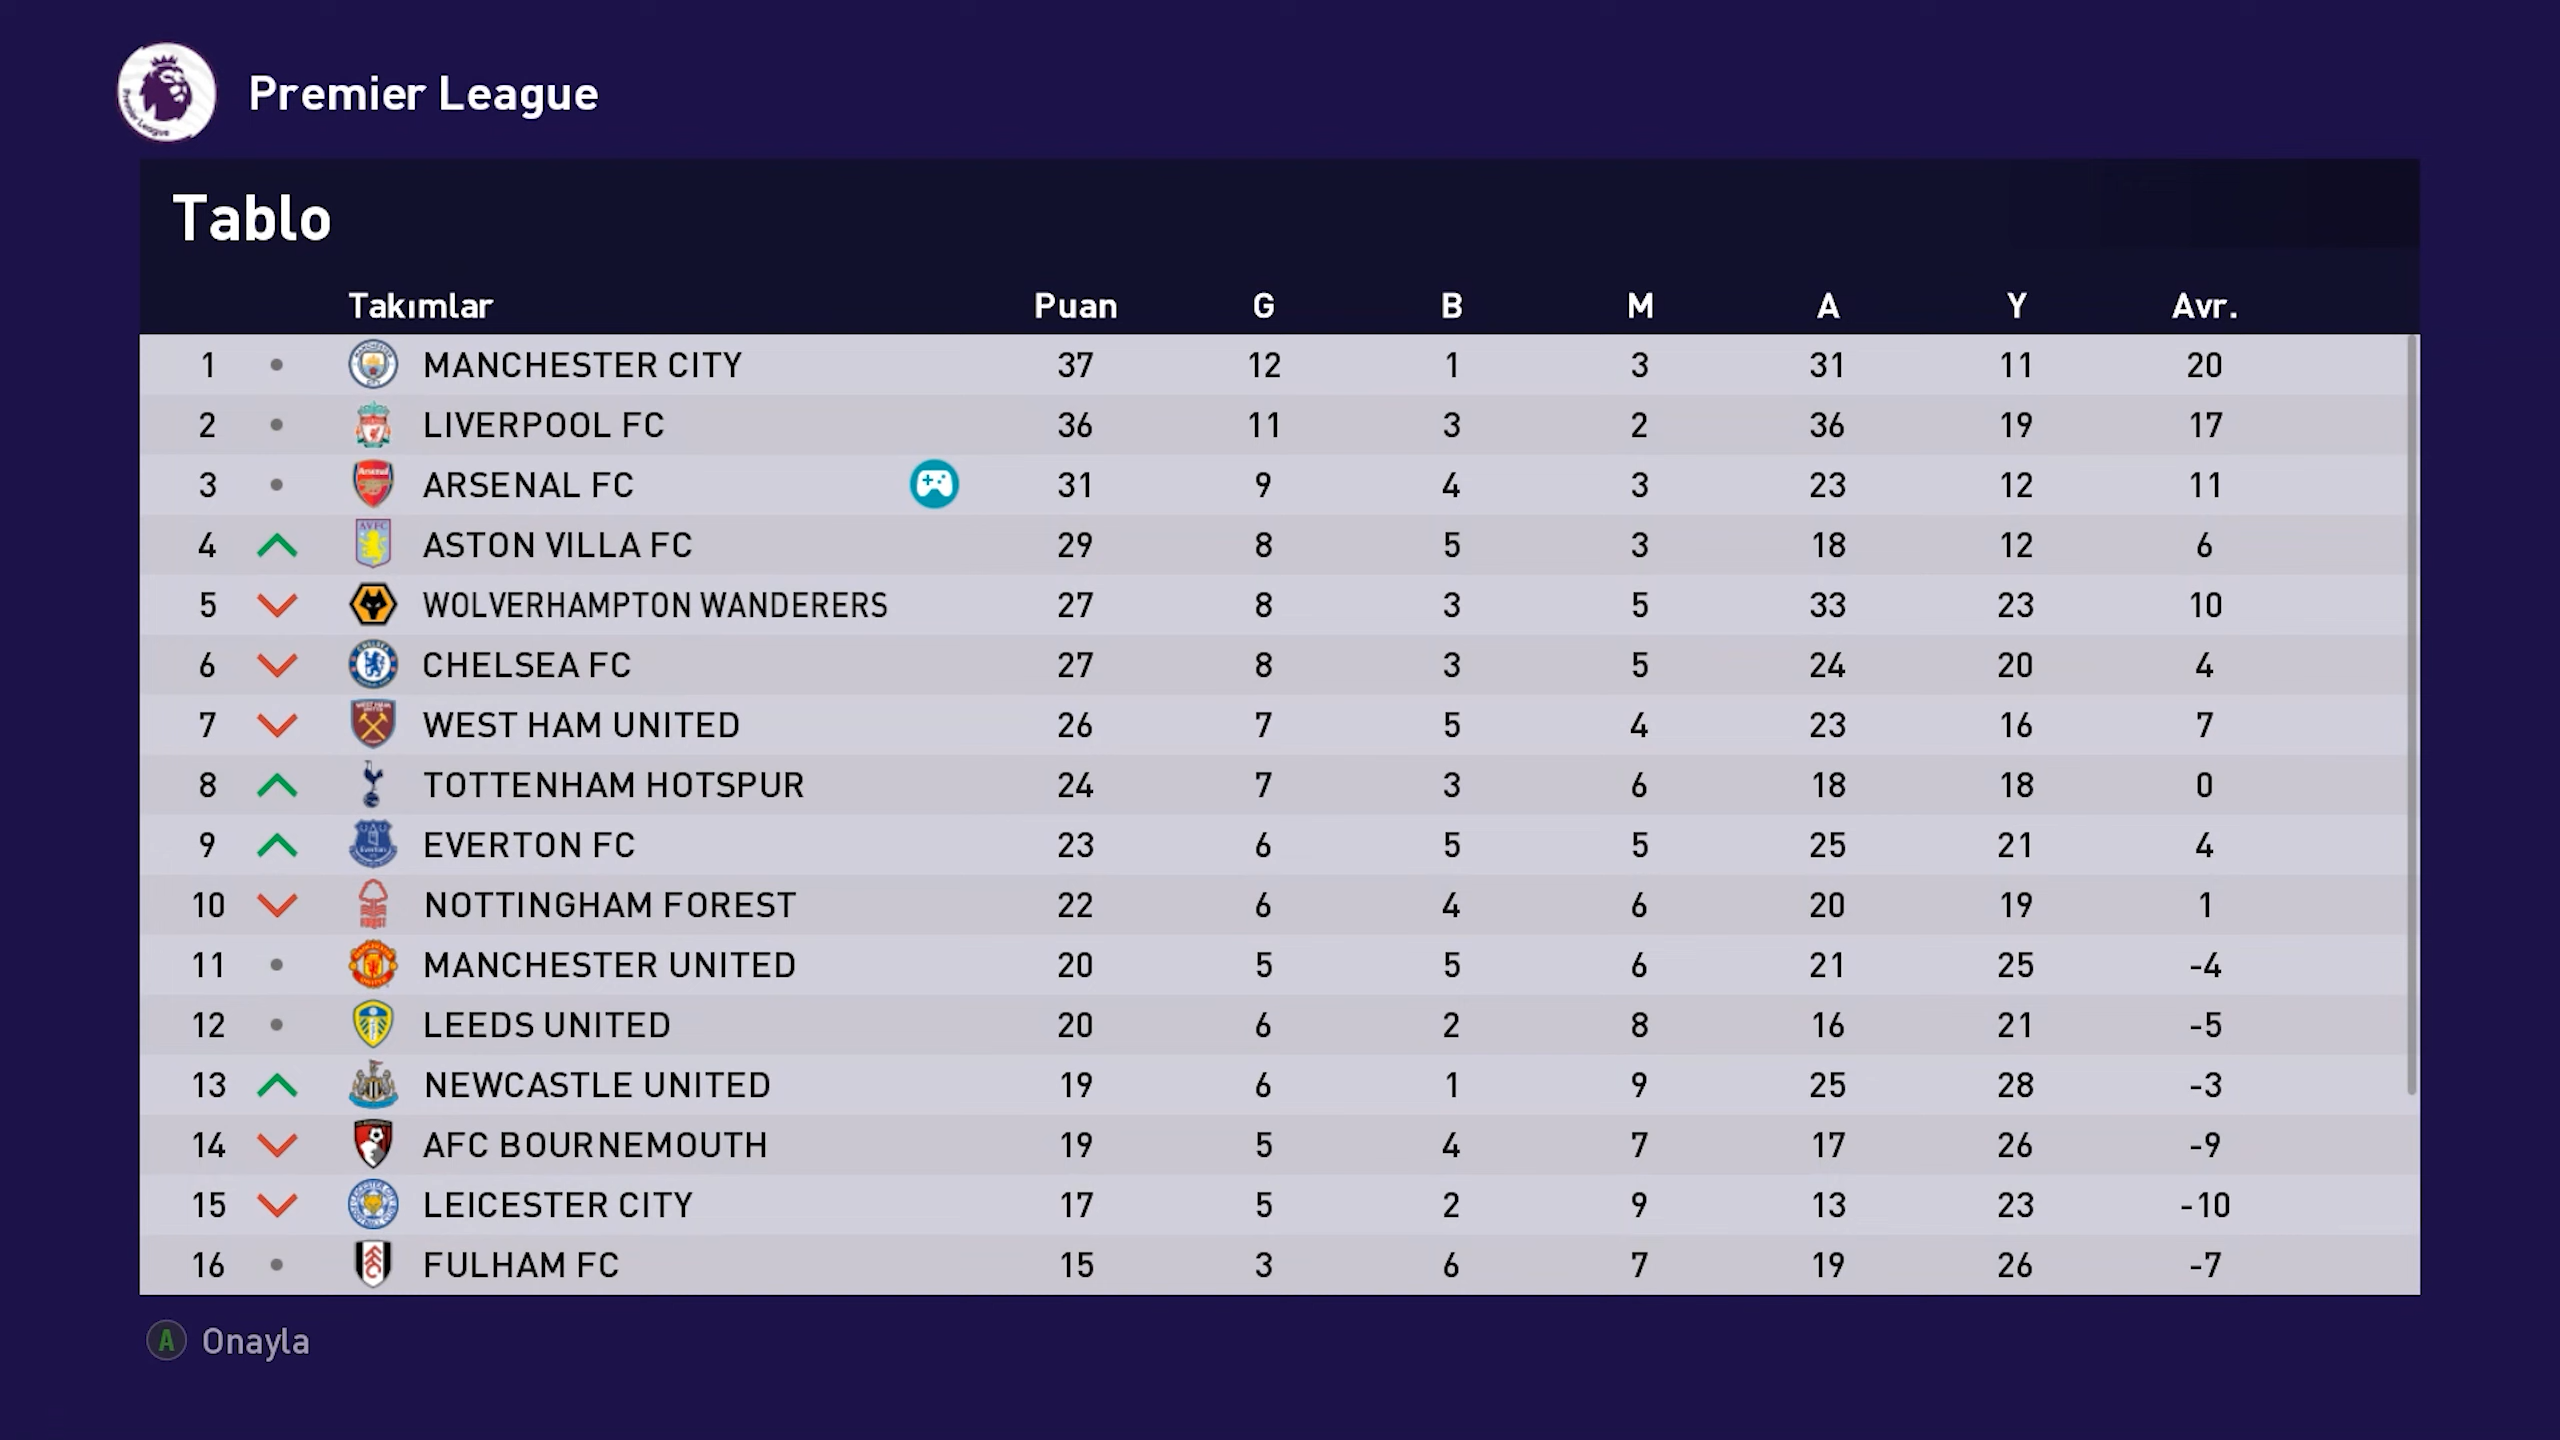 Premier League
Tablo
Takımlar Puan G B M A Y Avr.
1 MANCHESTER CITY 37 12 1 3 31 11 20
2 LIVERPOOL FC 36 11 3 2 36 19 17
3 ARSENAL FC 31 9 4 3 23 12 11
4 ASTON VILLA FC 29 8 5 3 18 12 6
5 WOLVERHAMPTON WANDERERS 27 8 3 5 33 23 10
6 CHELSEA FC 27 8 3 5 24 20 4
7 WEST HAM UNITED 26 7 5 4 23 16 7
8 TOTTENHAM HOTSPUR 24 7 3 6 18 18 0
9 EVERTON FC 23 6 5 5 25 21 4
10 NOTTINGHAM FOREST 22 6 4 6 20 19 1
11 MANCHESTER UNITED 20 5 5 6 21 25 -4
12 LEEDS UNITED 20 6 2 8 16 21 -5
13 NEWCASTLE UNITED 19 6 1 9 25 28 -3
14 AFC BOURNEMOUTH 19 5 4 7 17 26 -9
15 LEICESTER CITY 17 5 2 9 13 23 -10
16 FULHAM FC 15 3 6 7 19 26 -7
A Onayla